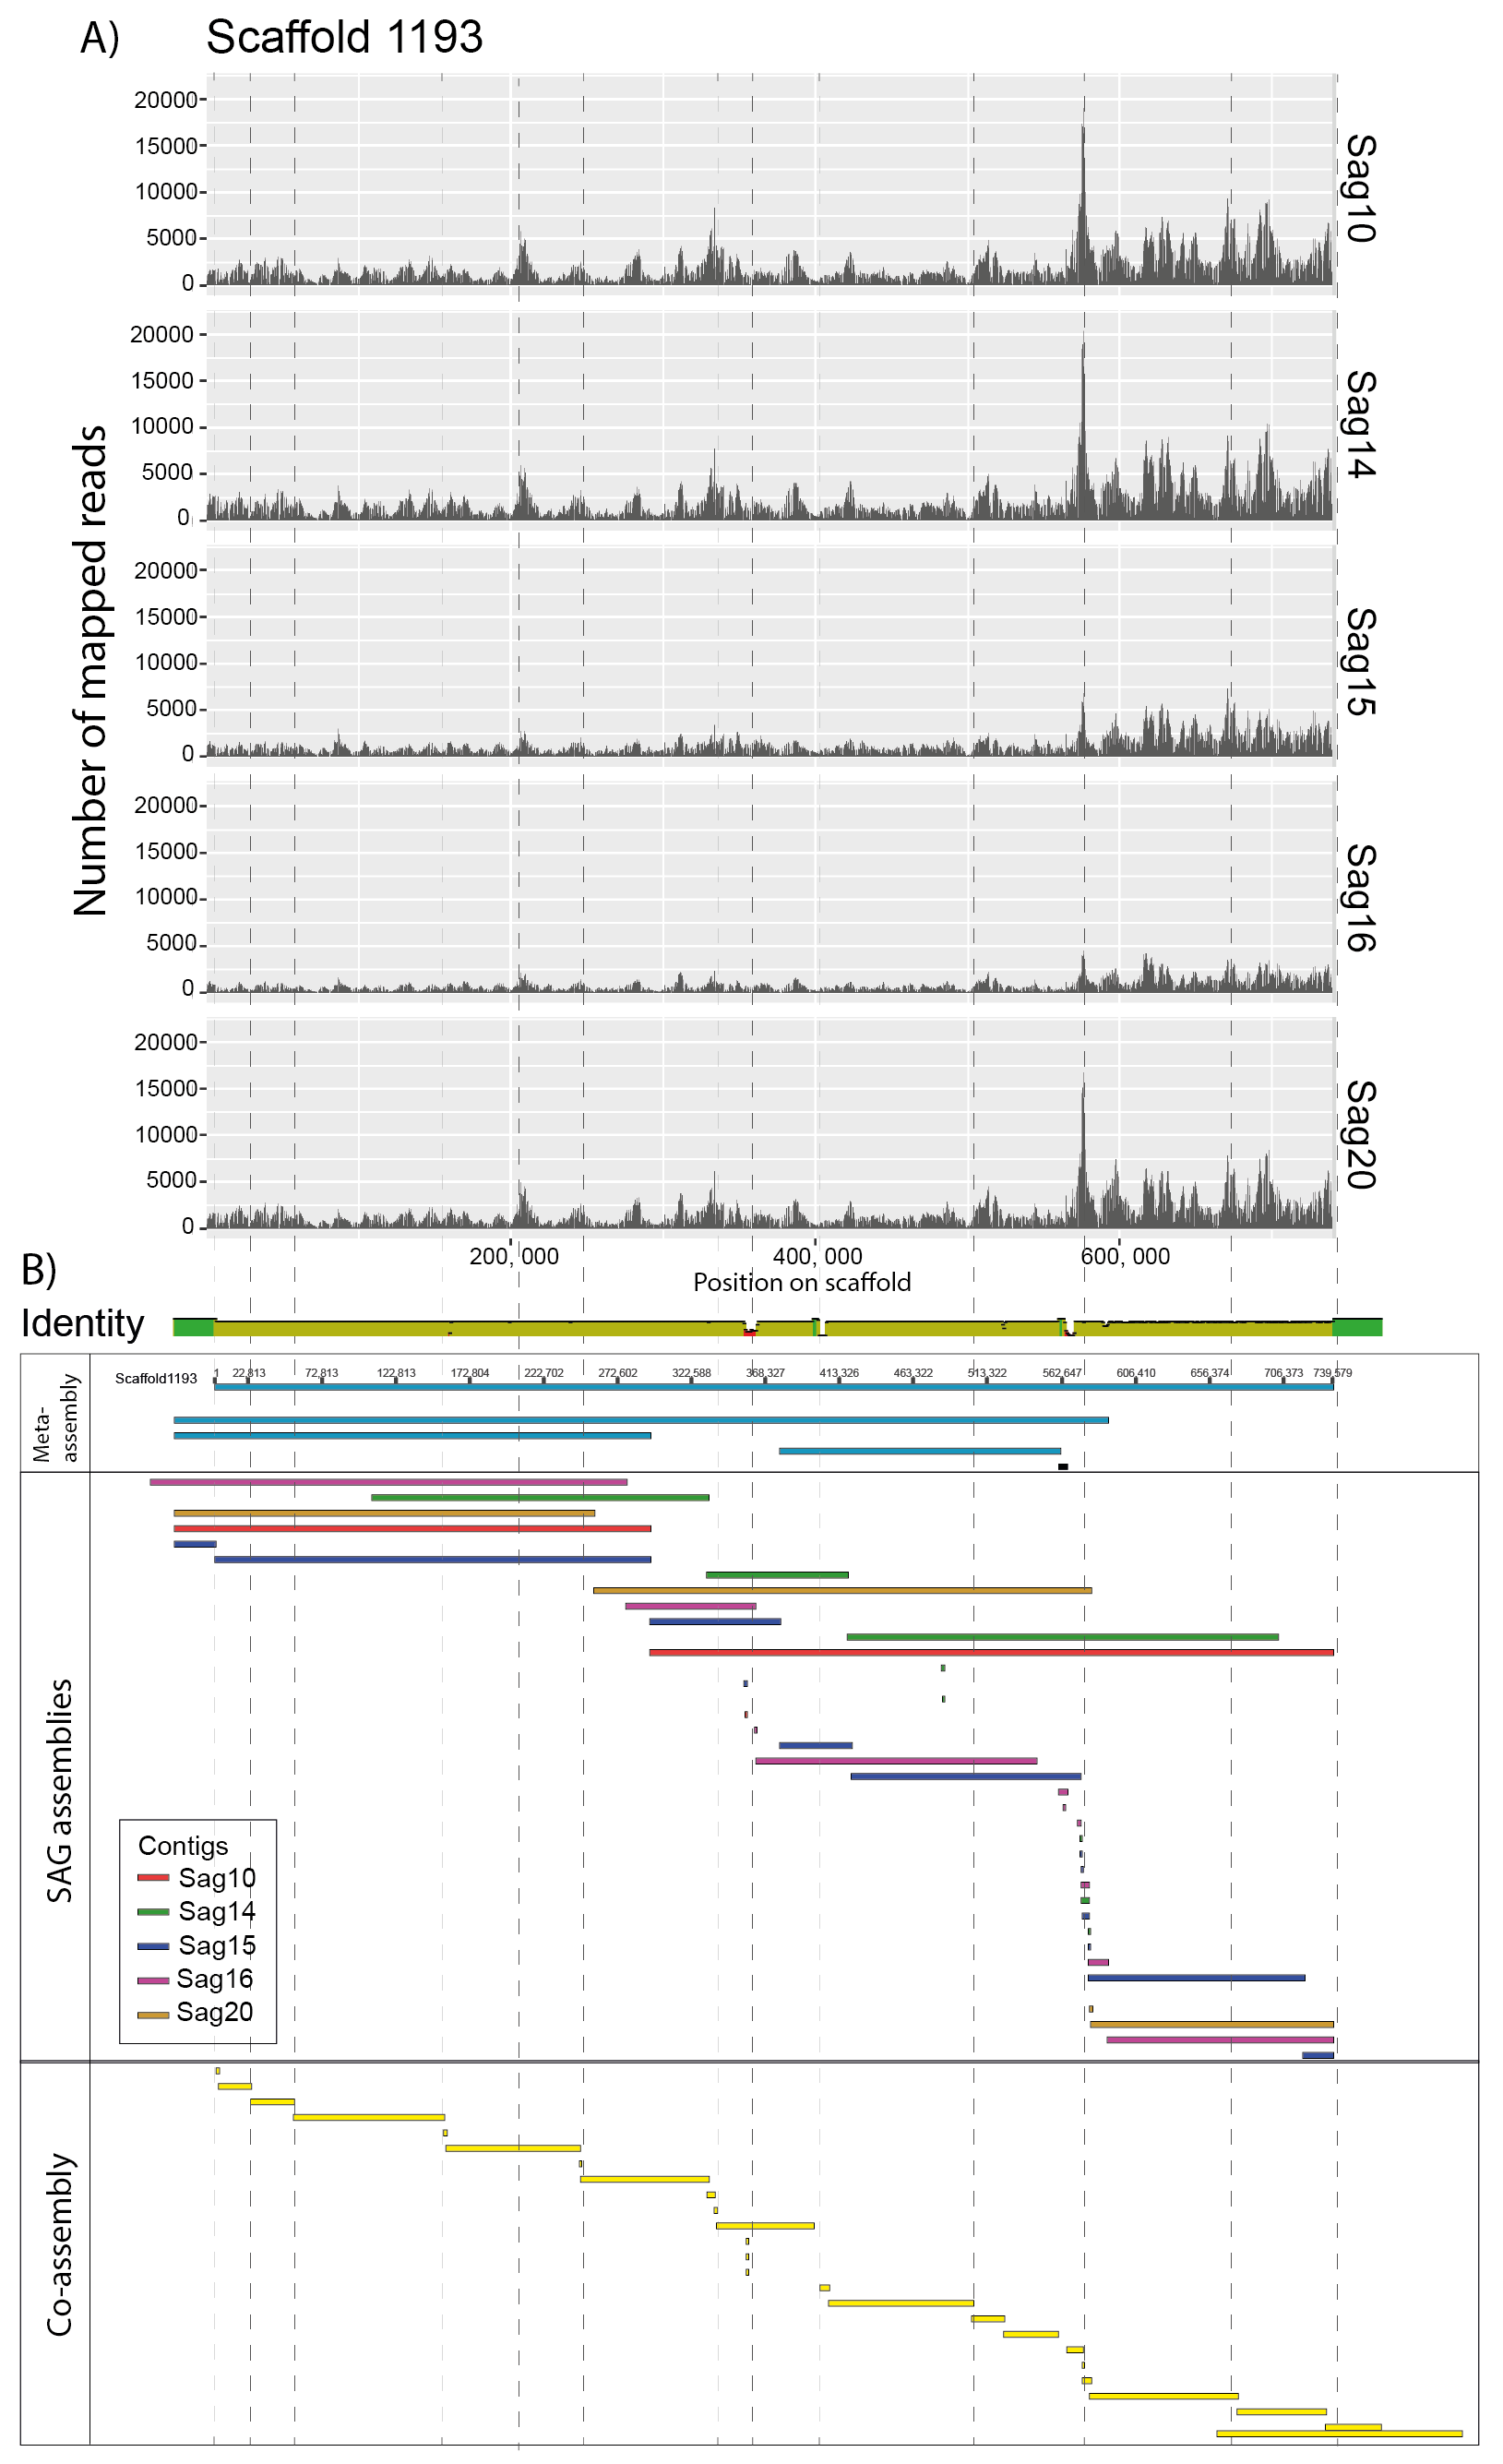 A) Scaffold 1193
Number of mapped reads
20000
15000
10000
5000
0
Sag10
20000
15000
10000
5000
0
Sag14
20000
15000
10000
5000
0
Sag15
20000
15000
10000
5000
0
Sag16
20000
15000
10000
5000
0
Sag20
200,000 400,000 600,000
Position on scaffold
B)
Identity
Meta-
assembly
Scaffold1193
1 22,813 72,813 122,813 172,804 222,702 272,602 322,588 368,327 413,326 463,322 513,322 562,647 606,410 656,374 706,373 739,579
SAG assemblies
Contigs
Sag10
Sag14
Sag15
Sag16
Sag20
Co-assembly